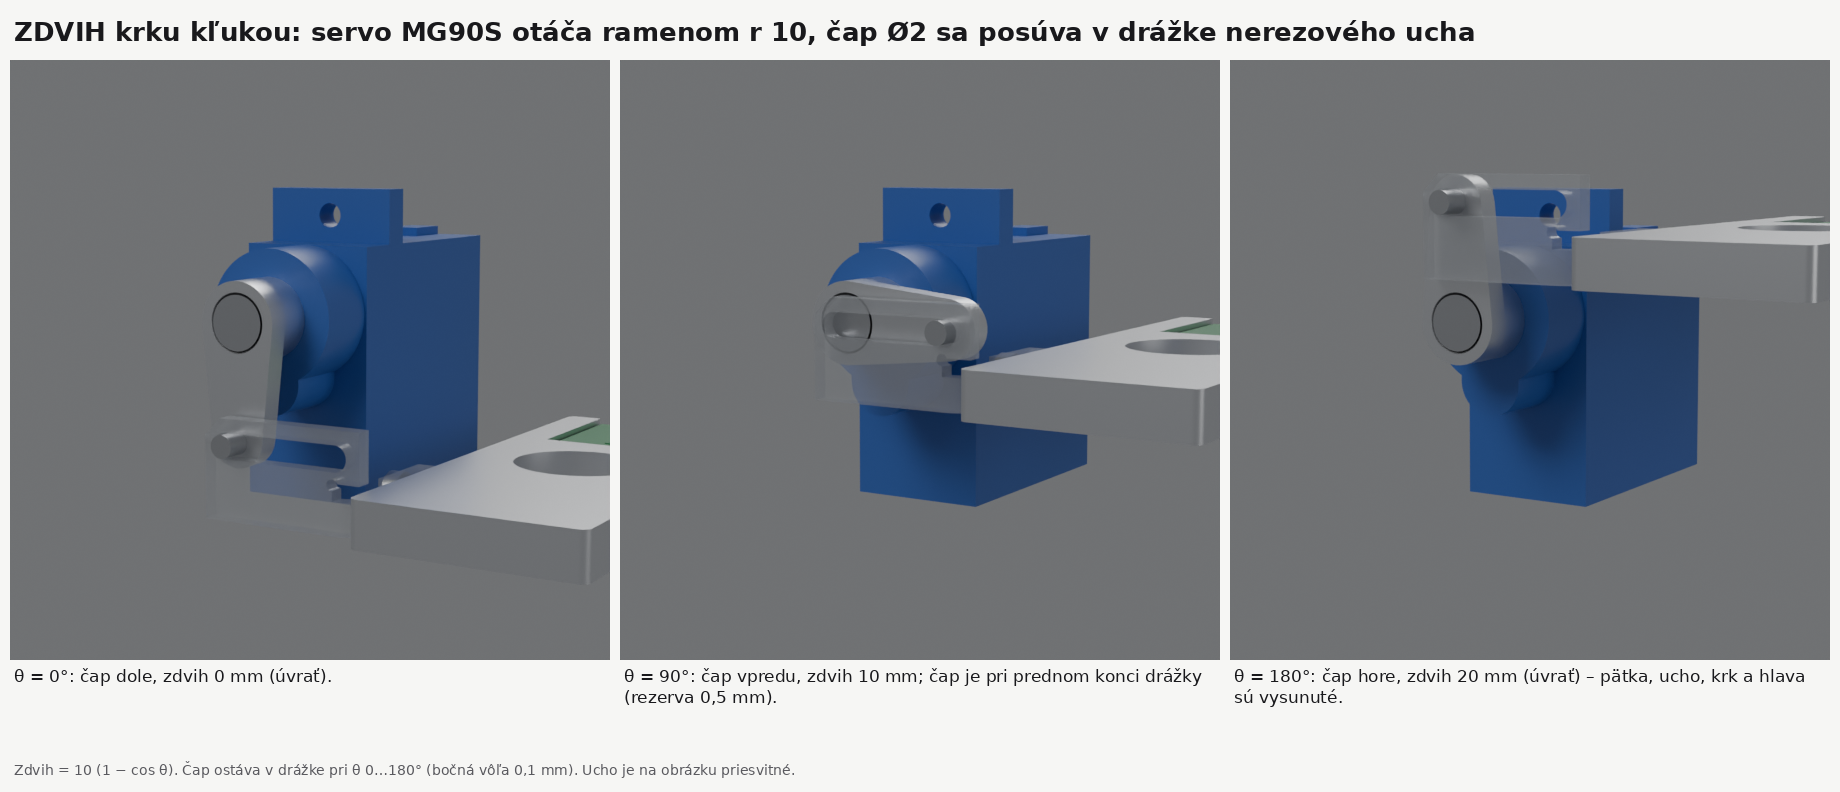 ZDVIH krku kľukou: servo MG90S otáča ramenom r 10, čap Ø2 sa posúva v drážke nerezového ucha
θ = 0°: čap dole, zdvih 0 mm (úvrať).
θ = 90°: čap vpredu, zdvih 10 mm; čap je pri prednom konci drážky
(rezerva 0,5 mm).
θ = 180°: čap hore, zdvih 20 mm (úvrať) – pätka, ucho, krk a hlava
sú vysunuté.
Zdvih = 10 (1 − cos θ). Čap ostáva v drážke pri θ 0…180° (bočná vôľa 0,1 mm). Ucho je na obrázku priesvitné.